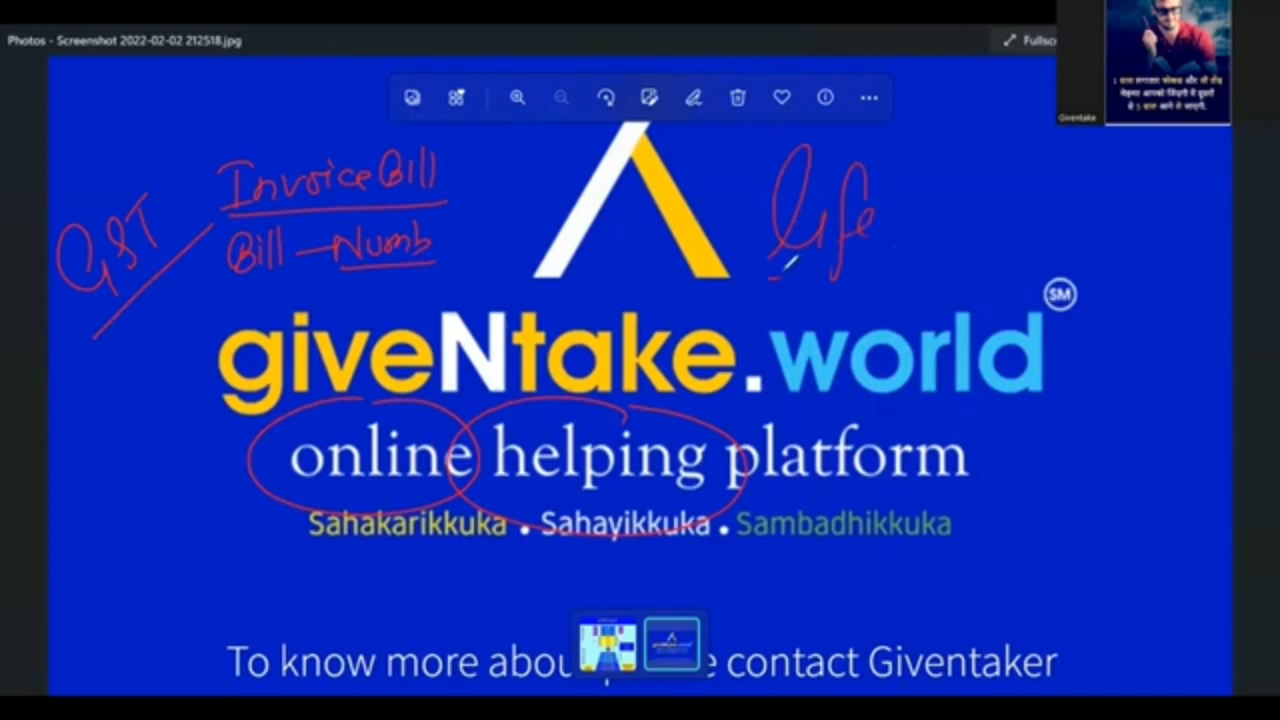 Photos - Screenshot 2022-02-02 212518.jpg
Fullsc
Giventake
GST
Invoice Bill
Bill - Numb
life
giveNtake.world
SM
online helping platform
Sahakarikkuka . Sahayikkuka . Sambadhikkuka
To know more abou e contact Giventaker